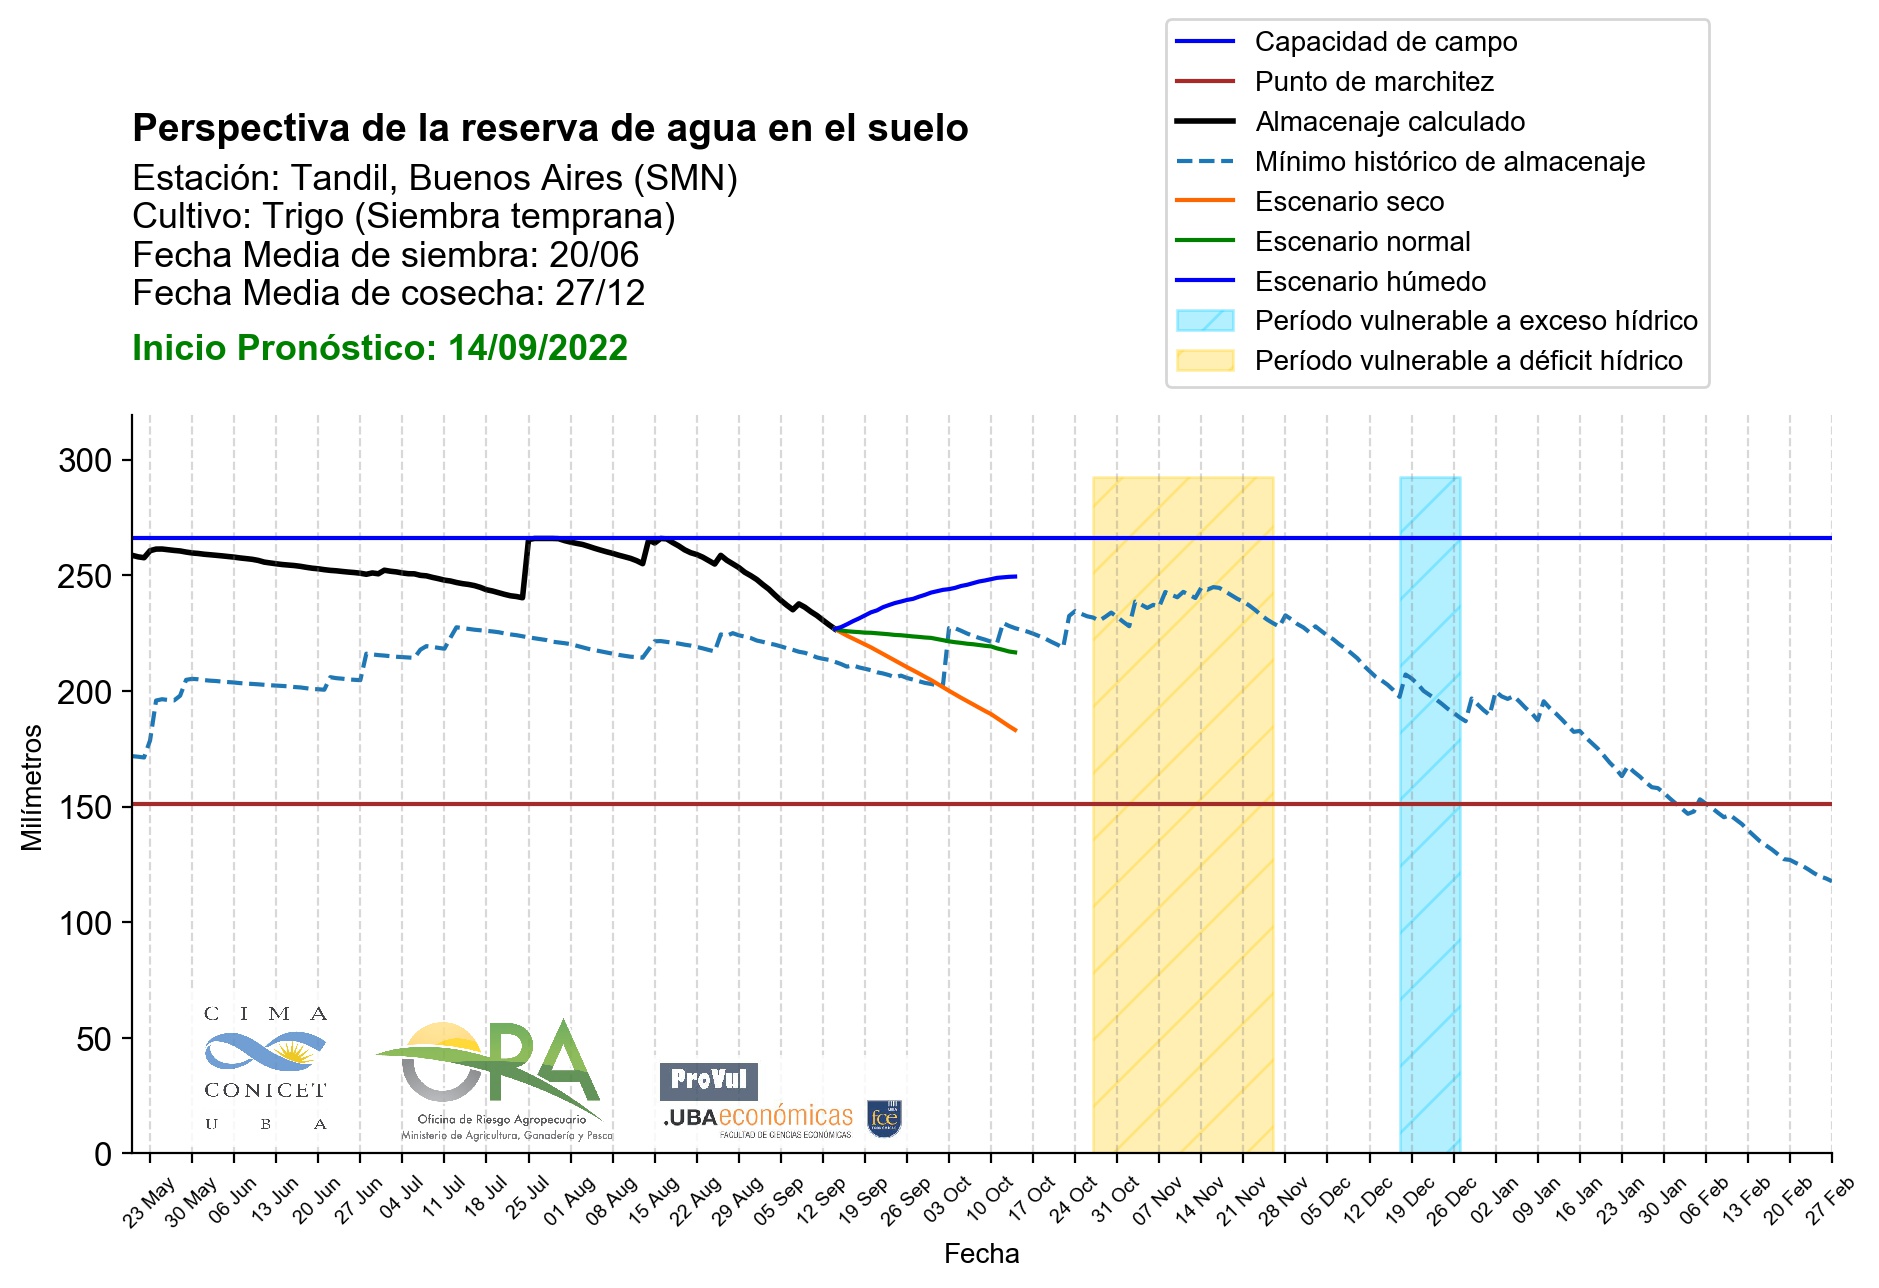 Capacidad de campo
Punto de marchitez
Almacenaje calculado
Mínimo histórico de almacenaje
Escenario seco
Escenario normal
Escenario húmedo
Período vulnerable a exceso hídrico
Período vulnerable a déficit hídrico
Perspectiva de la reserva de agua en el suelo
Estación: Tandil, Buenos Aires (SMN)
Cultivo: Trigo (Siembra temprana)
Fecha Media de siembra: 20/06
Fecha Media de cosecha: 27/12
Inicio Pronóstico: 14/09/2022
300
250
200
150
100
50
0
Milímetros
CIMA
CONICET
UBA
ORA
Oficina de Riesgo Agropecuario
Ministerio de Agricultura, Ganadería y Pesca
ProVul
.UBAeconómicas
FACULTAD DE CIENCIAS ECONÓMICAS
UBA
fce
ECONÓMICAS
23 May
30 May
06 Jun
13 Jun
20 Jun
27 Jun
04 Jul
11 Jul
18 Jul
25 Jul
01 Aug
08 Aug
15 Aug
22 Aug
29 Aug
05 Sep
12 Sep
19 Sep
26 Sep
03 Oct
10 Oct
17 Oct
24 Oct
31 Oct
07 Nov
14 Nov
21 Nov
28 Nov
05 Dec
12 Dec
19 Dec
26 Dec
02 Jan
09 Jan
16 Jan
23 Jan
30 Jan
06 Feb
13 Feb
20 Feb
27 Feb
Fecha